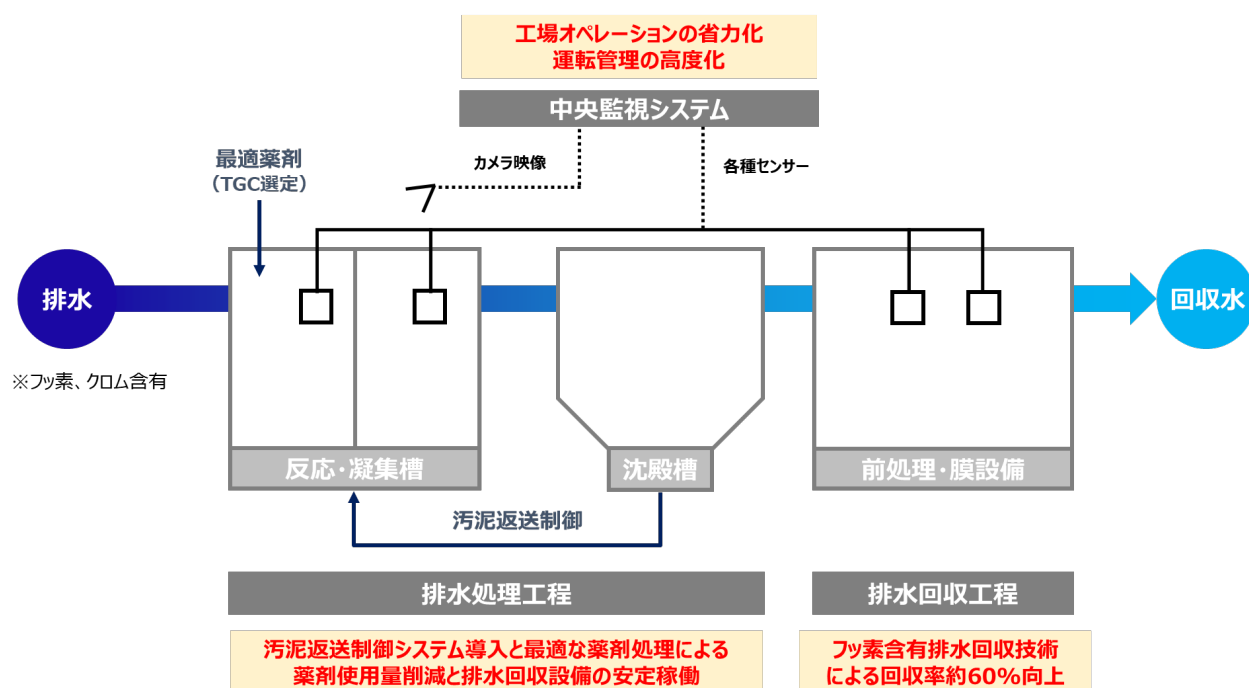 工場オペレーションの省力化
運転管理の高度化
中央監視システム
最適薬剤
（TGC選定）
カメラ映像
各種センサー
排水
回収水
※フッ素、クロム含有
反応・凝集槽
沈殿槽
前処理・膜設備
汚泥返送制御
排水処理工程
排水回収工程
汚泥返送制御システム導入と最適な薬剤処理による
薬剤使用量削減と排水回収設備の安定稼働
フッ素含有排水回収技術
による回収率約60%向上